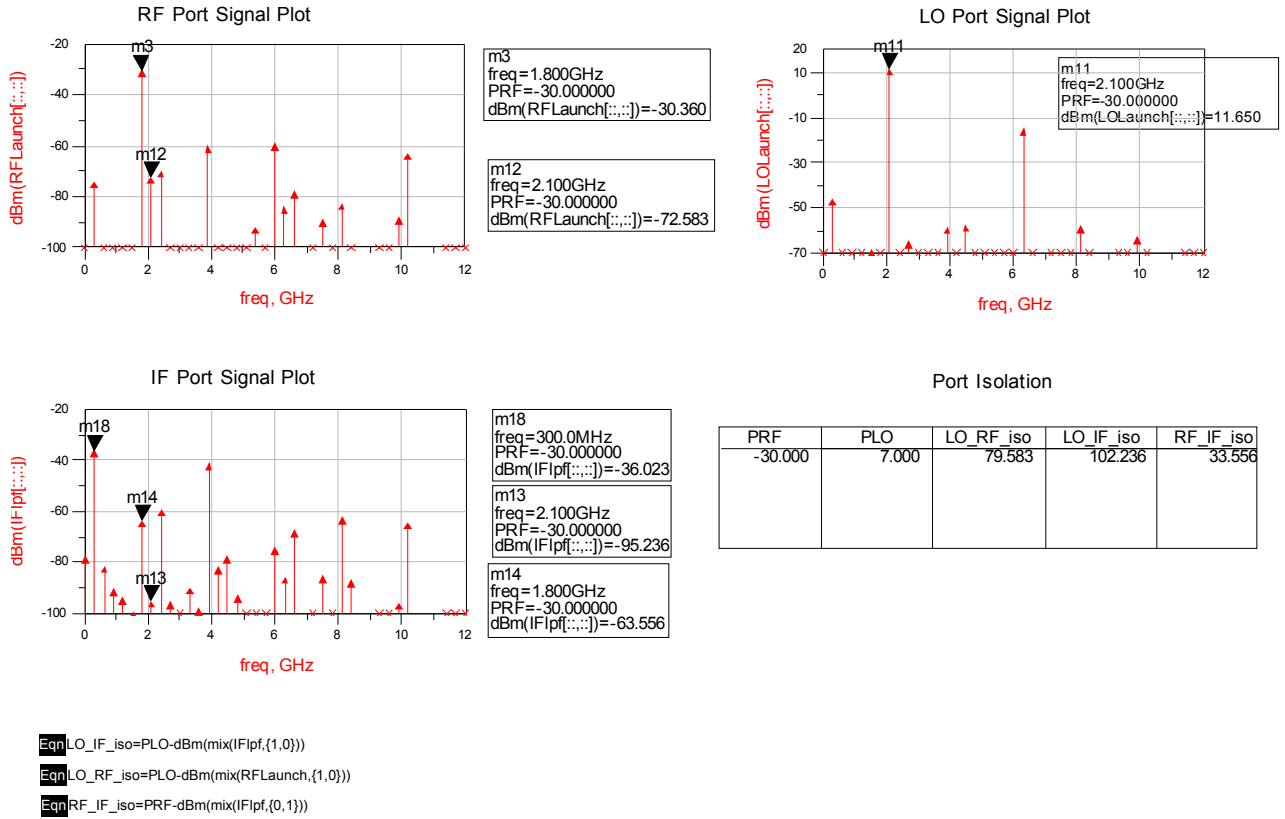 RF Port Signal Plot
-20
-40
-60
-80
-100
dBm(RFLaunch[::,::])
m3
m12
0 2 4 6 8 10 12
freq, GHz
m3
freq=1.800GHz
PRF=-30.000000
dBm(RFLaunch[::,::])=-30.360
m12
freq=2.100GHz
PRF=-30.000000
dBm(RFLaunch[::,::])=-72.583
LO Port Signal Plot
20
10
-10
-30
-50
-70
dBm(LOLaunch[::,::])
m11
0 2 4 6 8 10 12
freq, GHz
m11
freq=2.100GHz
PRF=-30.000000
dBm(LOLaunch[::,::])=11.650
IF Port Signal Plot
-20
-40
-60
-80
-100
dBm(IFlpf[::,::])
m18
m14
m13
0 2 4 6 8 10 12
freq, GHz
m18
freq=300.0MHz
PRF=-30.000000
dBm(IFlpf[::,::])=-36.023
m13
freq=2.100GHz
PRF=-30.000000
dBm(IFlpf[::,::])=-95.236
m14
freq=1.800GHz
PRF=-30.000000
dBm(IFlpf[::,::])=-63.556
Port Isolation
PRF PLO LO_RF_iso LO_IF_iso RF_IF_iso
-30.000 7.000 79.583 102.236 33.556
Eqn LO_IF_iso=PLO-dBm(mix(IFlpf,{1,0}))
Eqn LO_RF_iso=PLO-dBm(mix(RFLaunch,{1,0}))
Eqn RF_IF_iso=PRF-dBm(mix(IFlpf,{0,1}))